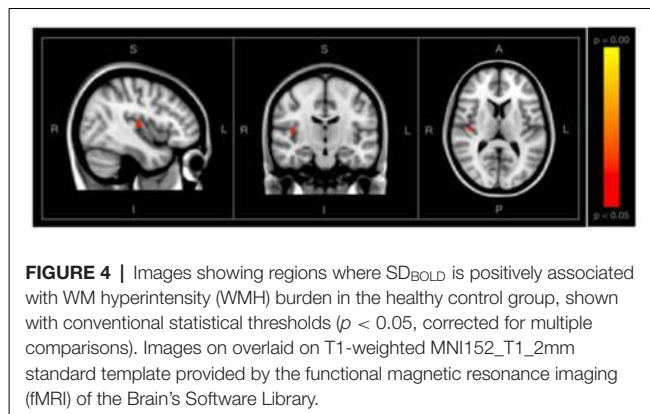 S S A p = 0.00
R L R L R L
I I P p < 0.05
FIGURE 4 | Images showing regions where SDBOLD is positively associated
with WM hyperintensity (WMH) burden in the healthy control group, shown
with conventional statistical thresholds (p < 0.05, corrected for multiple
comparisons). Images on overlaid on T1-weighted MNI152_T1_2mm
standard template provided by the functional magnetic resonance imaging
(fMRI) of the Brain's Software Library.